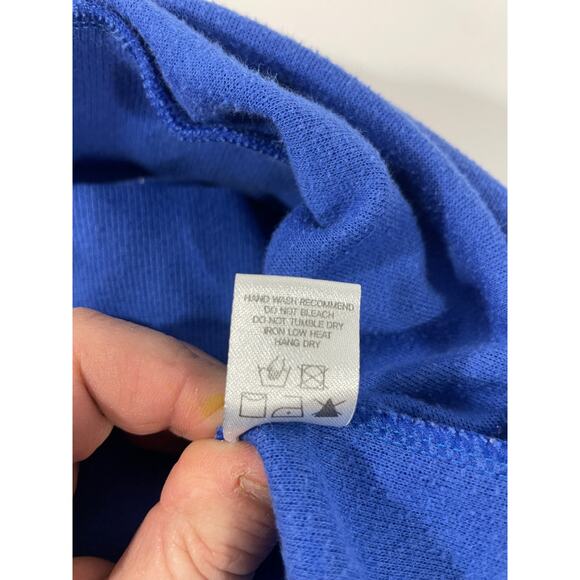 HAND WASH RECOMMEND
DO NOT BLEACH
DO NOT TUMBLE DRY
IRON LOW HEAT
HANG DRY